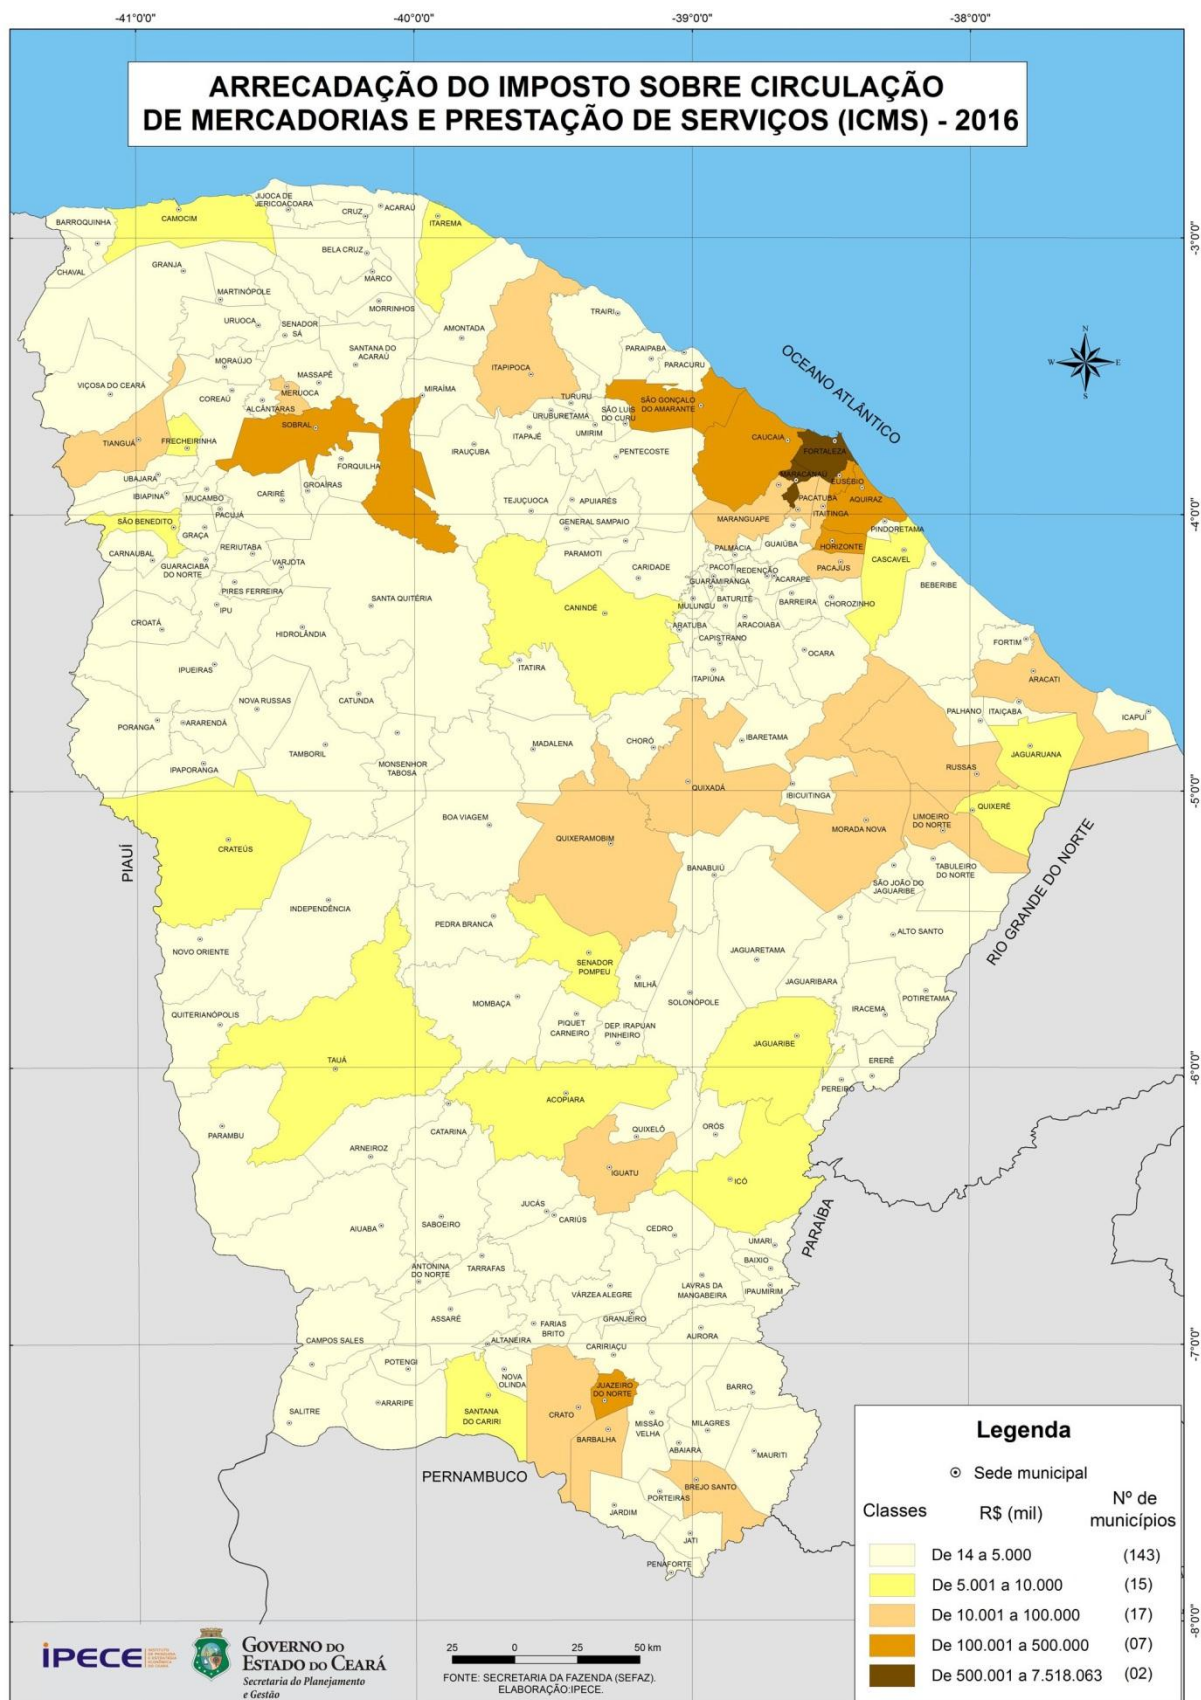 -41°0'0"
-40°0'0"
-39°0'0"
-38°0'0"
ARRECADAÇÃO DO IMPOSTO SOBRE CIRCULAÇÃO
DE MERCADORIAS E PRESTAÇÃO DE SERVIÇOS (ICMS) - 2016
JIJOCA DE
JERICOACOARA
BARROQUINHA
CAMOCIM
CRUZ
ACARAÚ
ITAREMA
-3°0'0"
CHAVAL
GRANJA
BELA CRUZ
MARCO
MARTINÓPOLE
MORRINHOS
URUOCA
SENADOR
SÁ
AMONTADA
TRAIRI
SANTANA DO
ACARAÚ
MORAÚJO
PARAIPABA
PARACURU
OCEANO ATLÂNTICO
N
W
E
S
ITAPIPOCA
VIÇOSA DO CEARÁ
MASSAPÊ
MERUOCA
COREAÚ
ALCÂNTARAS
MIRAÍMA
TURURU
URUBURETAMA
SÃO LUIS
DO CURU
SÃO GONÇALO
DO AMARANTE
TIANGUÁ
FRECHEIRINHA
SOBRAL
ITAPAJÉ
UMIRIM
CAUCAIA
FORTALEZA
IRAUÇUBA
PENTECOSTE
FORQUILHA
MARACANAÚ
EUSÉBIO
UBAJARA
IBIAPINA
MUCAMBO
CARIRÉ
GROAÍRAS
TEJUÇUOCA
APUIARÉS
PACATUBA
AQUIRAZ
ITAITINGA
PACUJÁ
MARANGUAPE
SÃO BENEDITO
GRAÇA
GENERAL SAMPAIO
PINDORETAMA
-4°0'0"
CARNAUBAL
GUARACIABA
DO NORTE
RERIUTABA
VARJOTA
PARAMOTI
PALMÁCIA
GUAIÚBA
HORIZONTE
CASCAVEL
PACAJUS
PACOTI
REDENÇÃO
PIRES FERREIRA
CARIDADE
GUARAMIRANGA
ACARAPE
BEBERIBE
IPU
SANTA QUITÉRIA
CANINDÉ
MULUNGU
BATURITÉ
BARREIRA
CHOROZINHO
CROATÁ
HIDROLÂNDIA
ARATUBA
ARACOIABA
CAPISTRANO
FORTIM
IPUEIRAS
ITATIRA
ITAPIÚNA
OCARA
ARACATI
NOVA RUSSAS
CATUNDA
PORANGA
ARARENDÁ
PALHANO
ITAIÇABA
ICAPUÍ
TAMBORIL
MADALENA
CHORÓ
IBARETAMA
JAGUARUANA
IPAPORANGA
MONSENHOR
TABOSA
RUSSAS
QUIXADÁ
IBICUITINGA
-5°0'0"
QUIXERÉ
BOA VIAGEM
MORADA NOVA
LIMOEIRO
DO NORTE
CRATEÚS
QUIXERAMOBIM
PIAUÍ
BANABUIÚ
TABULEIRO
DO NORTE
SÃO JOÃO DO
JAGUARIBE
INDEPENDÊNCIA
PEDRA BRANCA
ALTO SANTO
RIO GRANDE DO NORTE
NOVO ORIENTE
SENADOR
POMPEU
JAGUARETAMA
MILHÃ
JAGUARIBARA
SOLONÓPOLE
MOMBAÇA
POTIRETAMA
QUITERIANÓPOLIS
PIQUET
CARNEIRO
DEP. IRAPUAN
PINHEIRO
IRACEMA
JAGUARIBE
TAUÁ
ERERÊ
-6°0'0"
PEREIRO
ACOPIARA
PARAMBU
CATARINA
QUIXELÔ
ORÓS
ARNEIROZ
IGUATU
ICÓ
JUCÁS
AIUABA
SABOEIRO
CARIÚS
CEDRO
PARAÍBA
UMARI
ANTONINA
DO NORTE
TARRAFAS
BAIXIO
VÁRZEA ALEGRE
LAVRAS DA
MANGABEIRA
IPAUMIRIM
ASSARÉ
FARIAS
BRITO
GRANJEIRO
AURORA
CAMPOS SALES
ALTANEIRA
CARIRIAÇU
-7°0'0"
POTENGI
NOVA
OLINDA
JUAZEIRO
DO NORTE
BARRO
SALITRE
ARARIPE
SANTANA
DO CARIRI
CRATO
MISSÃO
VELHA
MILAGRES
BARBALHA
ABAIARA
MAURITI
PERNAMBUCO
BREJO SANTO
PORTEIRAS
JARDIM
JATI
PENAFORTE
Legenda
Sede municipal
Classes
R$ (mil)
Nº de
municípios
De 14 a 5.000 (143)
De 5.001 a 10.000 (15)
De 10.001 a 100.000 (17)
De 100.001 a 500.000 (07)
De 500.001 a 7.518.063 (02)
-8°0'0"
IPECE
GOVERNO DO
ESTADO DO CEARÁ
Secretaria do Planejamento
e Gestão
25 0 25 50 km
FONTE: SECRETARIA DA FAZENDA (SEFAZ).
ELABORAÇÃO:IPECE.